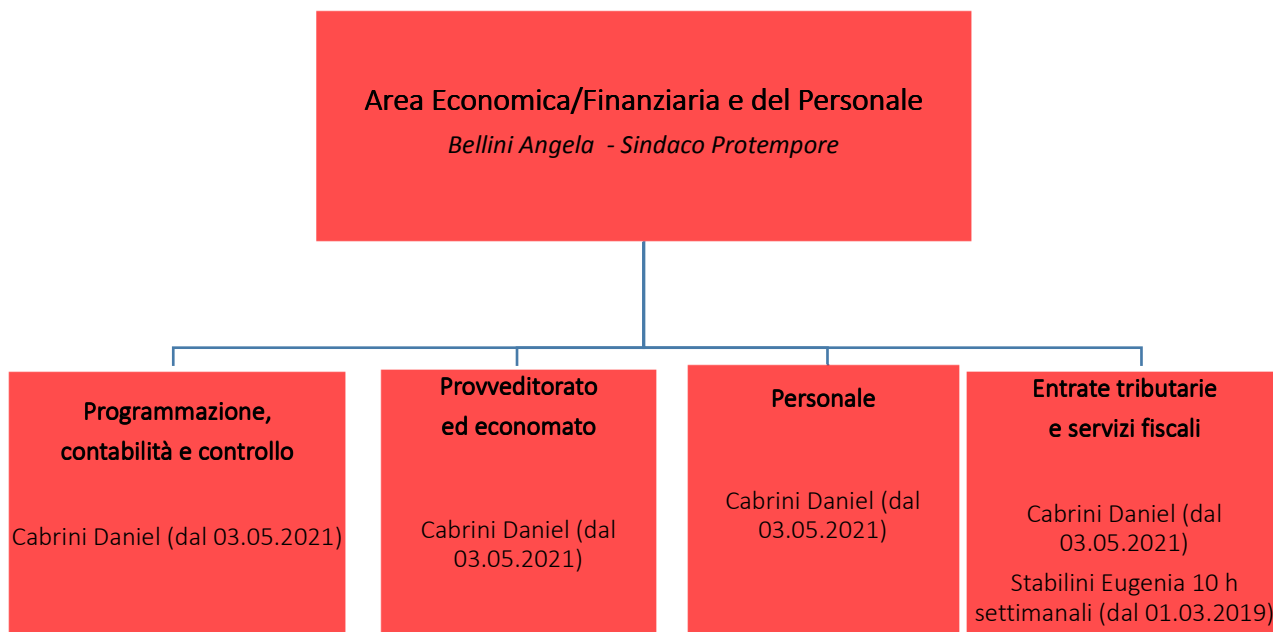 Area Economica/Finanziaria e del Personale
Bellini Angela - Sindaco Protempore
Programmazione,
contabilità e controllo
Cabrini Daniel (dal 03.05.2021)
Provveditorato
ed economato
Cabrini Daniel (dal
03.05.2021)
Personale
Cabrini Daniel (dal
03.05.2021)
Entrate tributarie
e servizi fiscali
Cabrini Daniel (dal
03.05.2021)
Stabilini Eugenia 10 h
settimanali (dal 01.03.2019)